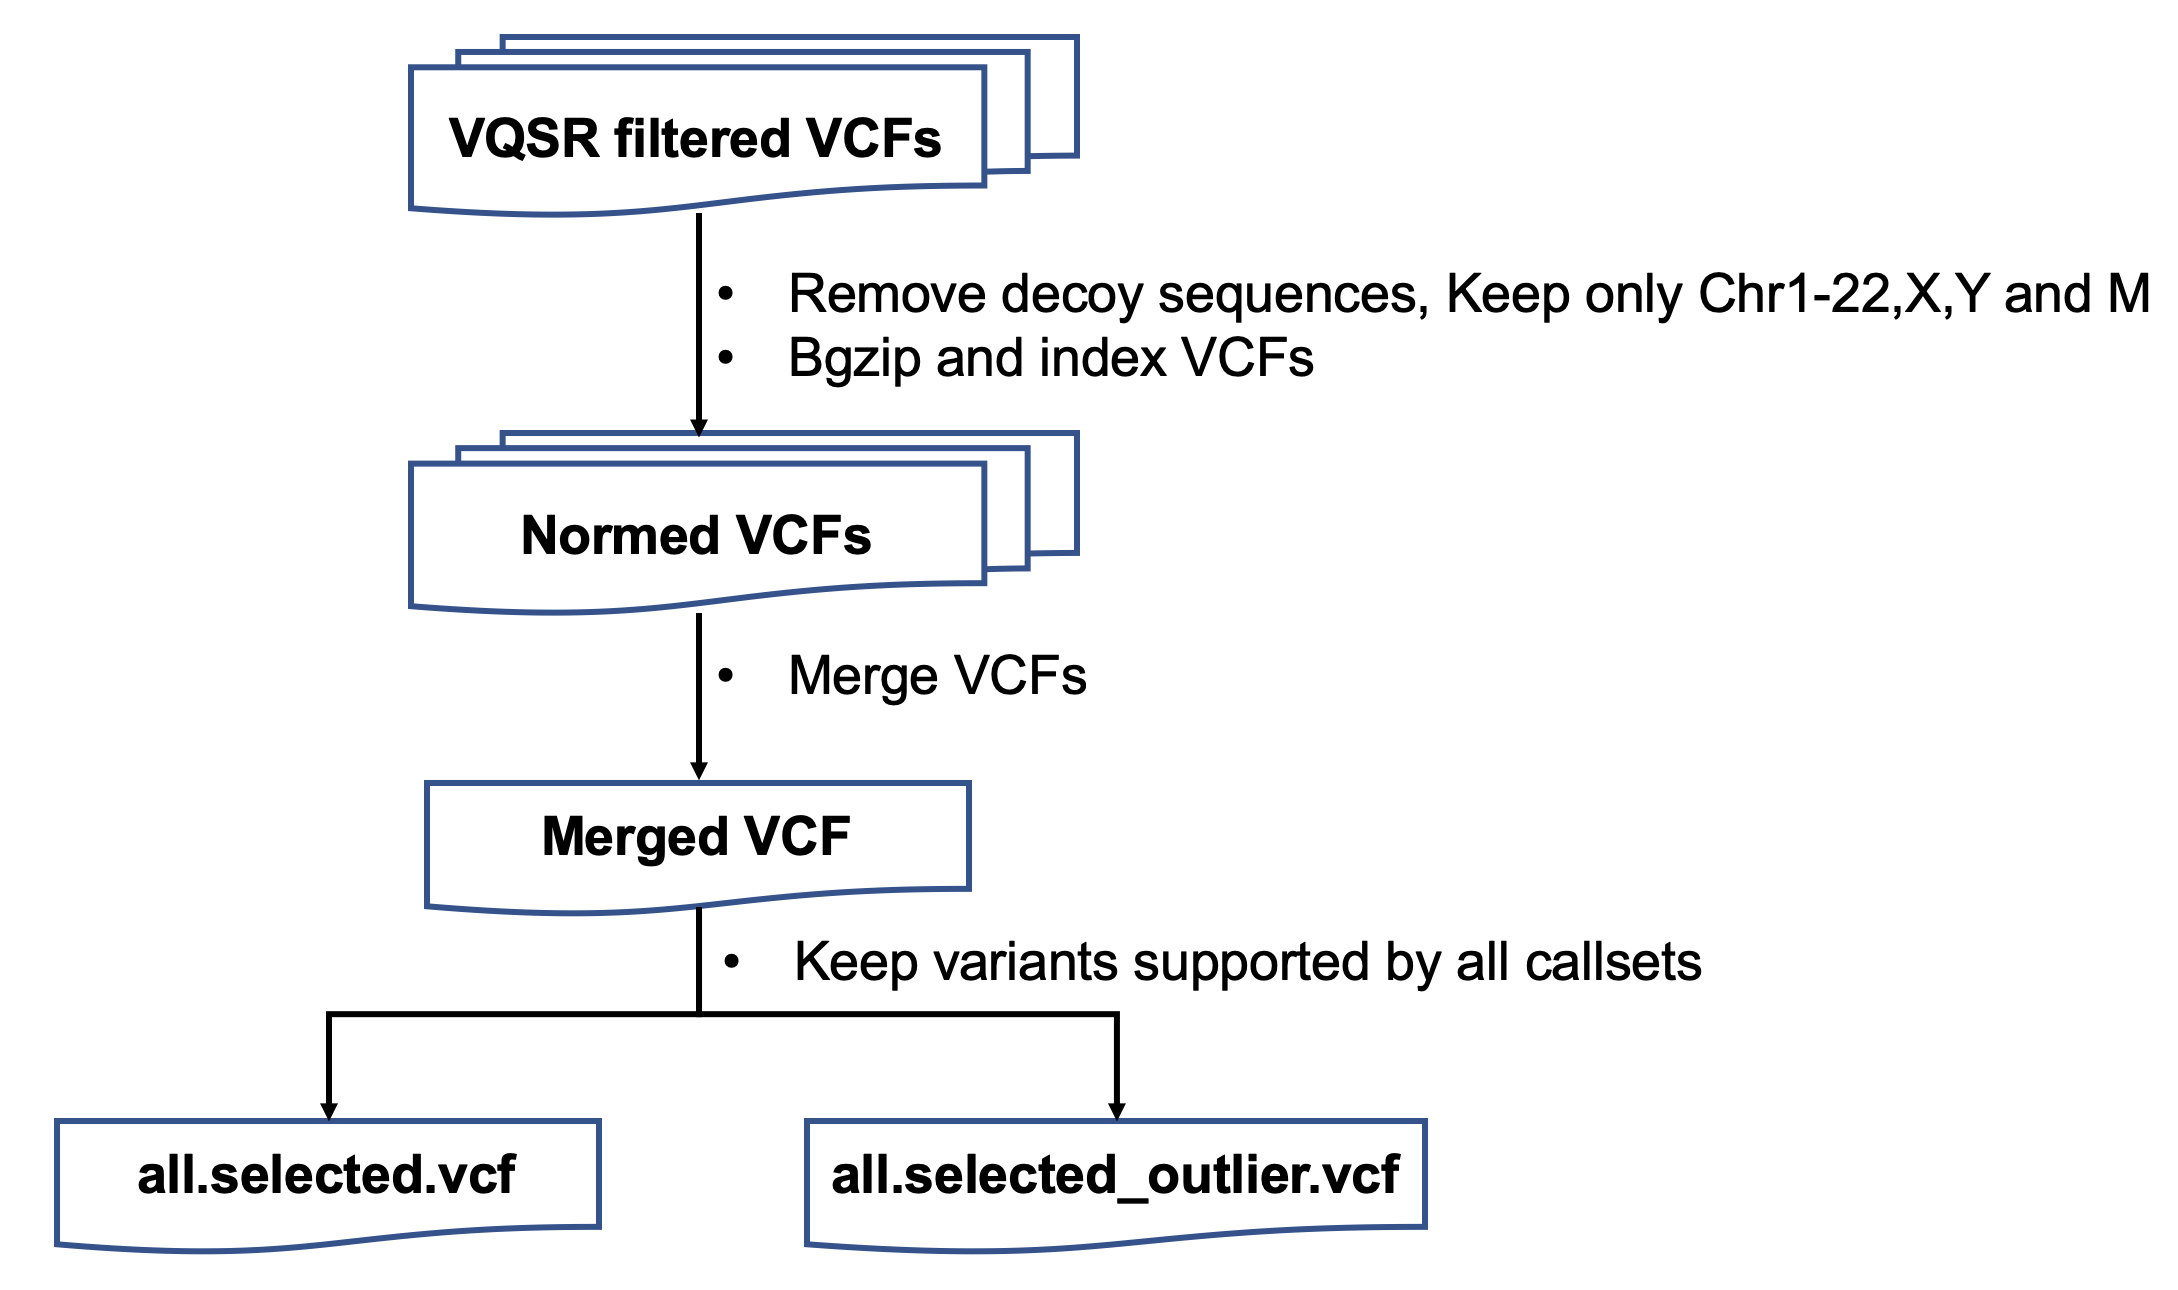 VQSR filtered VCFs
• Remove decoy sequences, Keep only Chr1-22,X,Y and M
• Bgzip and index VCFs
Normed VCFs
• Merge VCFs
Merged VCF
• Keep variants supported by all callsets
all.selected.vcf
all.selected_outlier.vcf